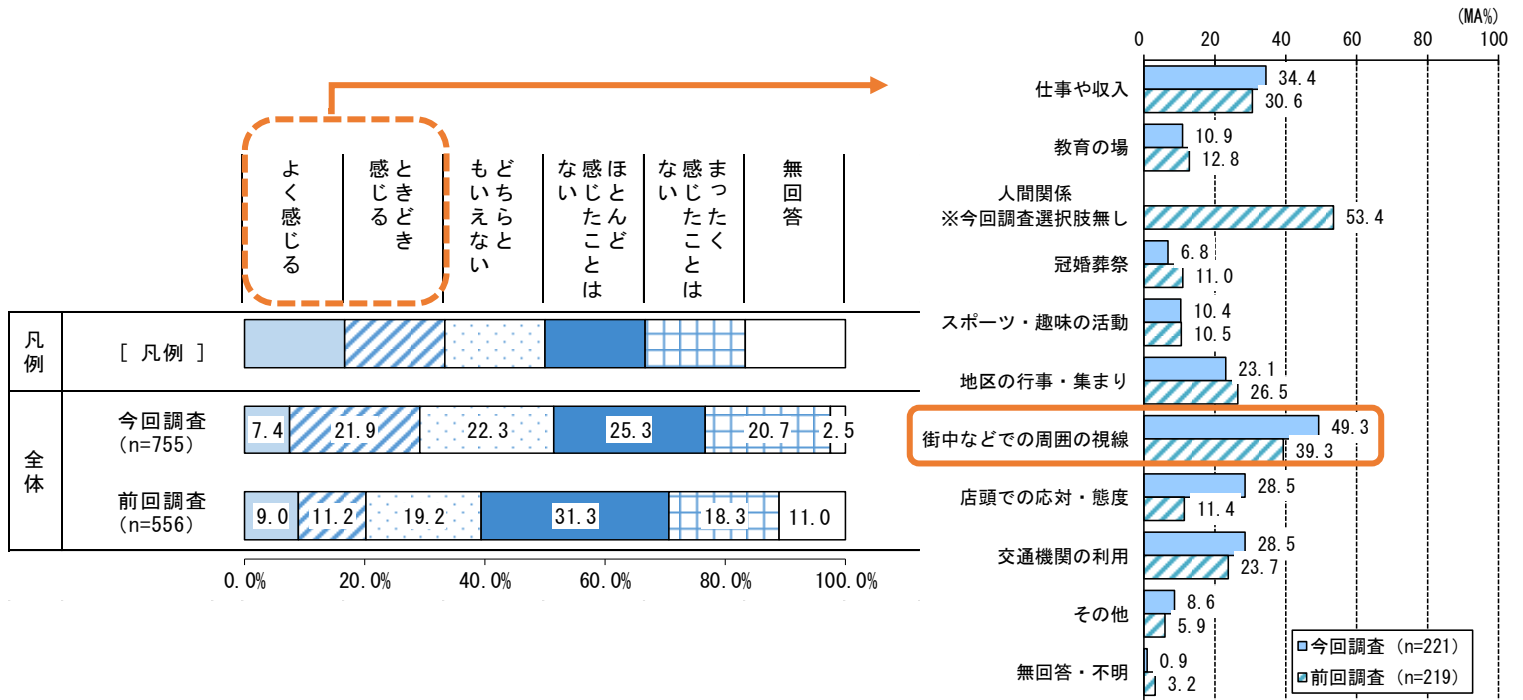 よく感じる
ときどき
感じる
どちらと
もいえない
ほとんど
感じたことは
ない
まったく
感じたことは
ない
無回答
凡例
[ 凡例 ]
全体
今回調査
(n=755)
7.4 21.9 22.3 25.3 20.7 2.5
前回調査
(n=556)
9.0 11.2 19.2 31.3 18.3 11.0
0.0% 20.0% 40.0% 60.0% 80.0% 100.0%
(MA%)
0 20 40 60 80 100
仕事や収入
34.4
30.6
教育の場
10.9
12.8
人間関係
※今回調査選択肢無し
53.4
冠婚葬祭
6.8
11.0
スポーツ・趣味の活動
10.4
10.5
地区の行事・集まり
23.1
26.5
街中などでの周囲の視線
49.3
39.3
店頭での応対・態度
28.5
11.4
交通機関の利用
28.5
23.7
その他
8.6
5.9
無回答・不明
0.9
3.2
今回調査 (n=221)
前回調査 (n=219)